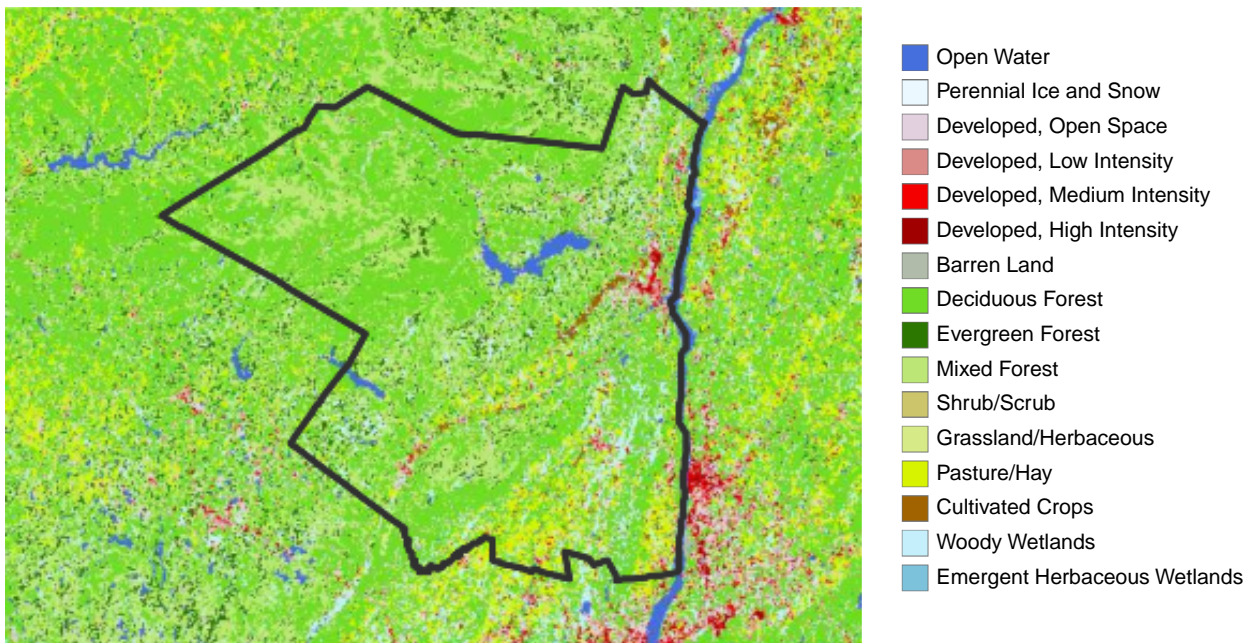 Open Water
Perennial Ice and Snow
Developed, Open Space
Developed, Low Intensity
Developed, Medium Intensity
Developed, High Intensity
Barren Land
Deciduous Forest
Evergreen Forest
Mixed Forest
Shrub/Scrub
Grassland/Herbaceous
Pasture/Hay
Cultivated Crops
Woody Wetlands
Emergent Herbaceous Wetlands